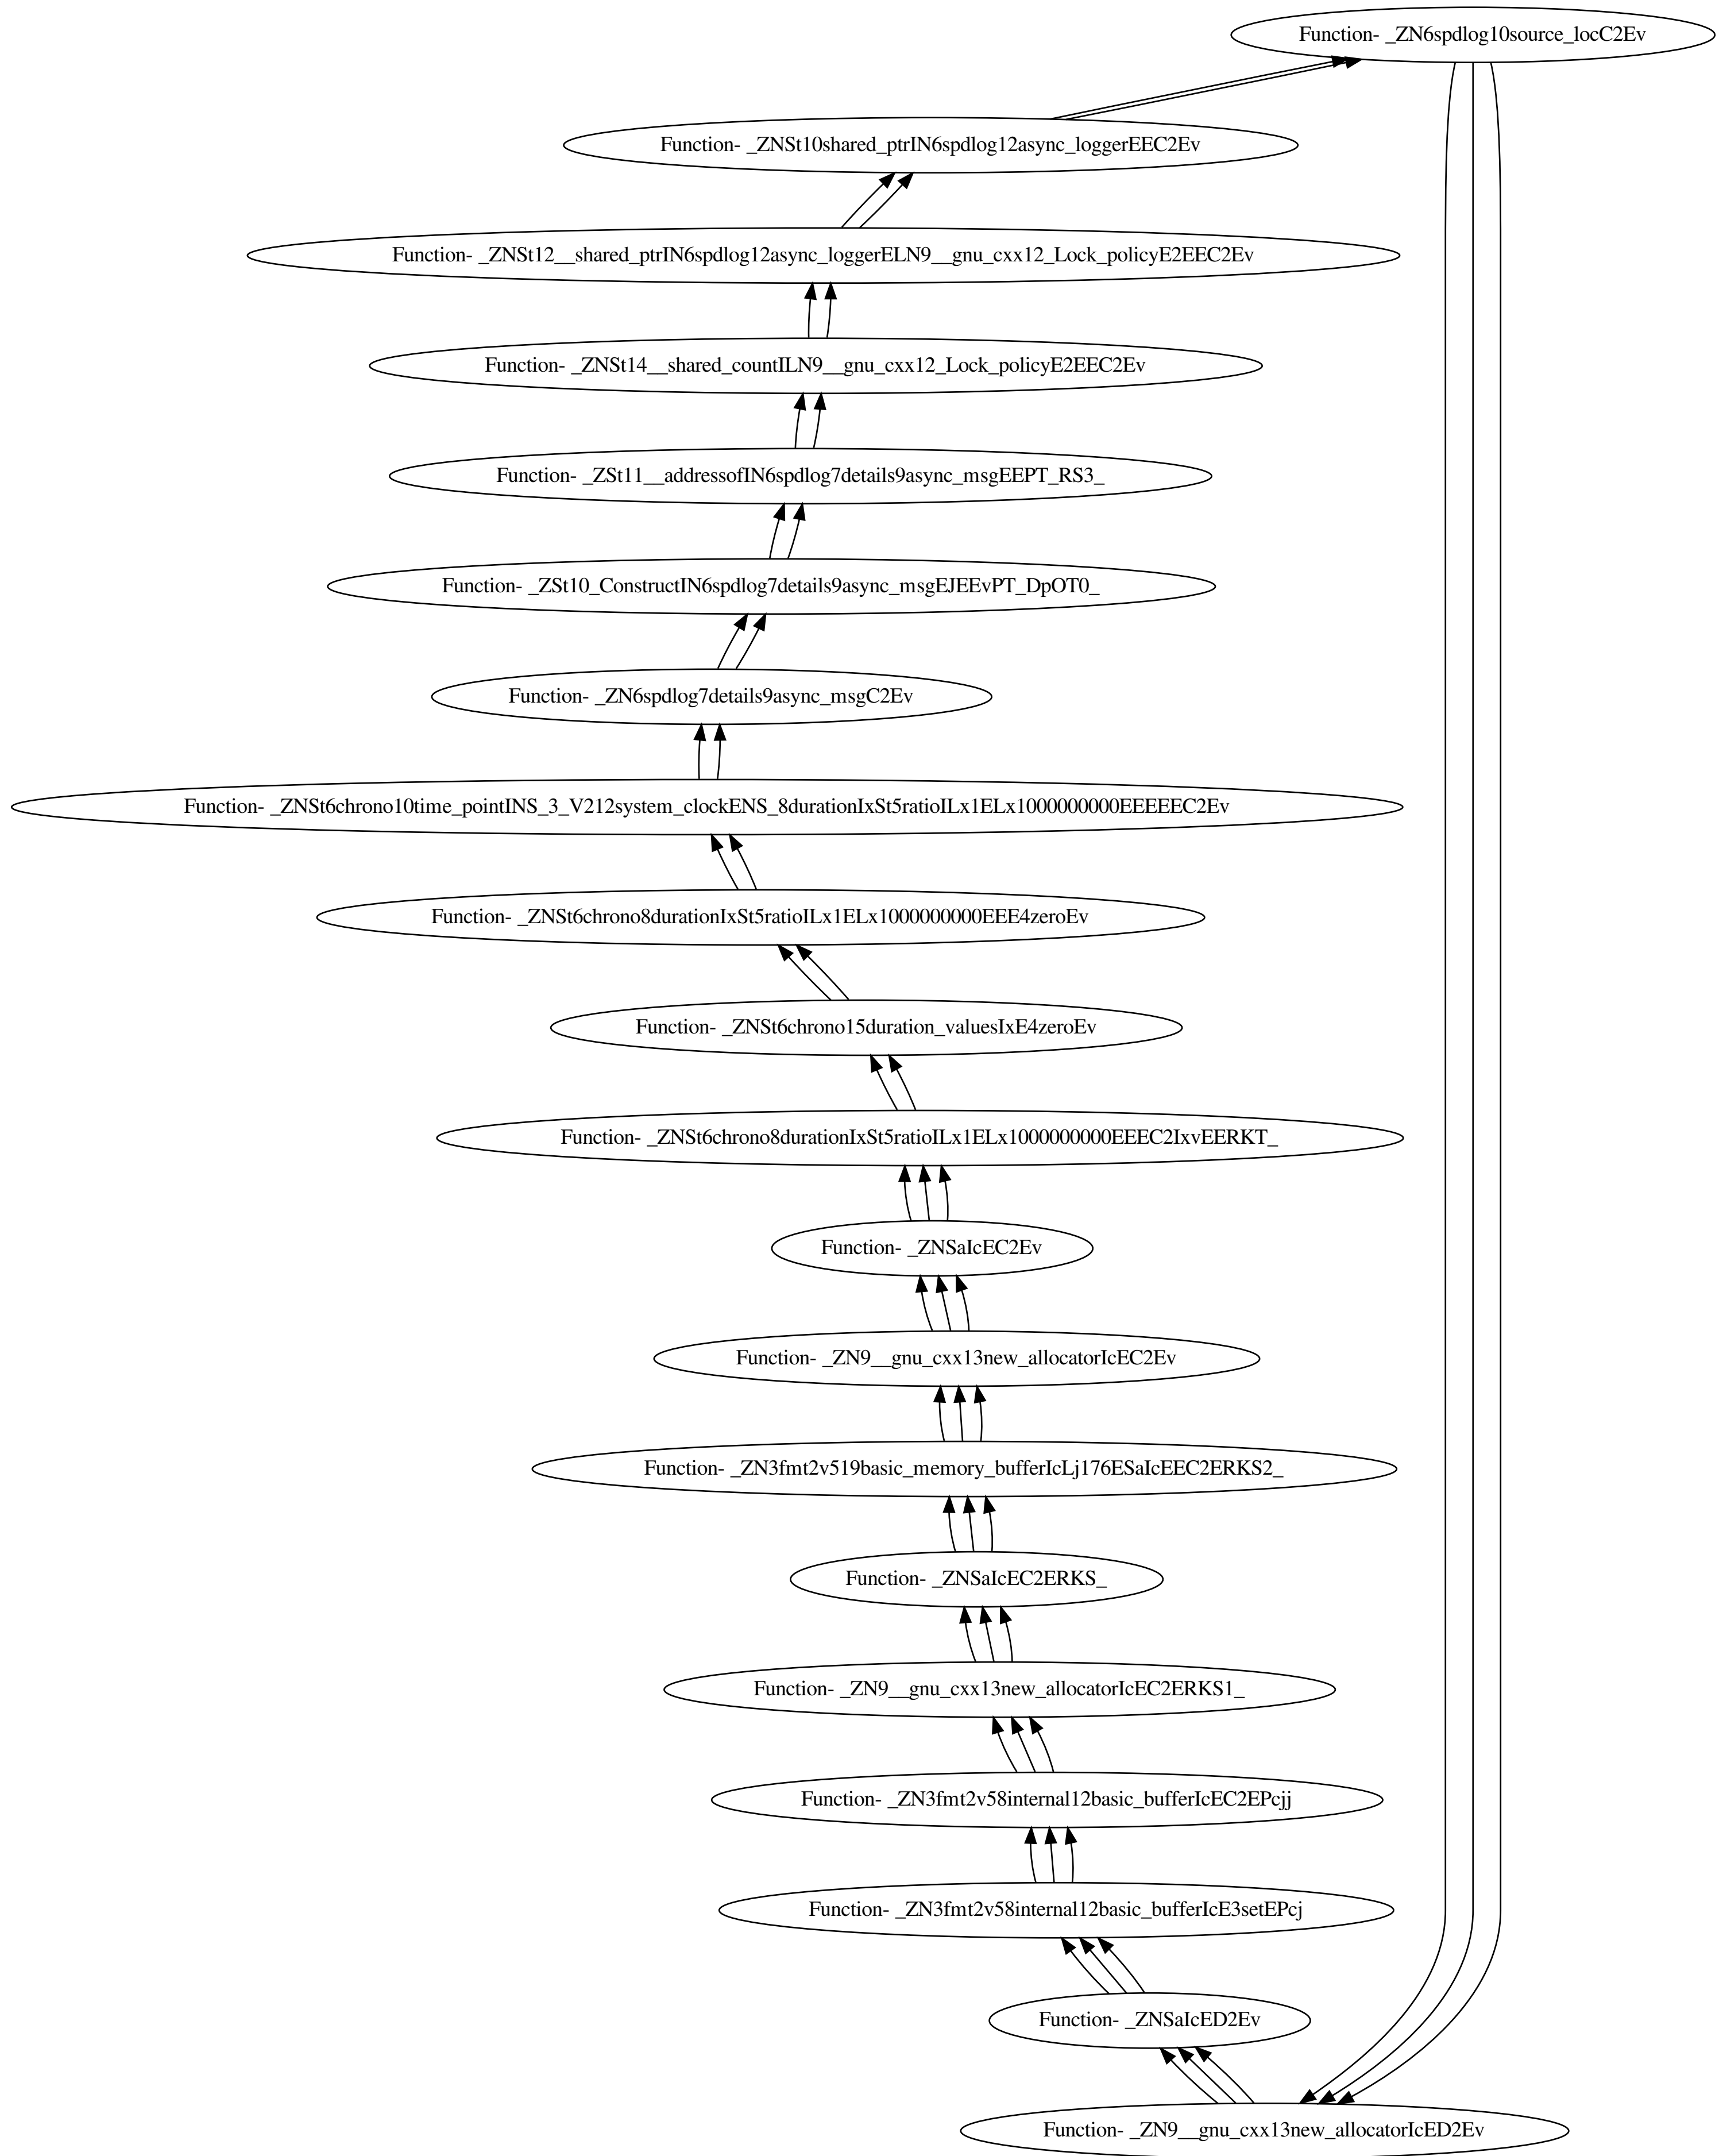 Function- _ZN6spdlog10source_locC2Ev
Function- _ZNSt10shared_ptrIN6spdlog12async_loggerEEC2Ev
Function- _ZNSt12__shared_ptrIN6spdlog12async_loggerELN9__gnu_cxx12_Lock_policyE2EEC2Ev
Function- _ZNSt14__shared_countILN9__gnu_cxx12_Lock_policyE2EEC2Ev
Function- _ZSt11__addressofIN6spdlog7details9async_msgEEPT_RS3_
Function- _ZSt10_ConstructIN6spdlog7details9async_msgEJEEvPT_DpOT0_
Function- _ZN6spdlog7details9async_msgC2Ev
Function- _ZNSt6chrono10time_pointINS_3_V212system_clockENS_8durationIxSt5ratioILx1ELx1000000000EEEEEC2Ev
Function- _ZNSt6chrono8durationIxSt5ratioILx1ELx1000000000EEE4zeroEv
Function- _ZNSt6chrono15duration_valuesIxE4zeroEv
Function- _ZNSt6chrono8durationIxSt5ratioILx1ELx1000000000EEEC2IxvEERKT_
Function- _ZNSaIcEC2Ev
Function- _ZN9__gnu_cxx13new_allocatorIcEC2Ev
Function- _ZN3fmt2v519basic_memory_bufferIcLj176ESaIcEEC2ERKS2_
Function- _ZNSaIcEC2ERKS_
Function- _ZN9__gnu_cxx13new_allocatorIcEC2ERKS1_
Function- _ZN3fmt2v58internal12basic_bufferIcEC2EPcjj
Function- _ZN3fmt2v58internal12basic_bufferIcE3setEPcj
Function- _ZNSaIcED2Ev
Function- _ZN9__gnu_cxx13new_allocatorIcED2Ev